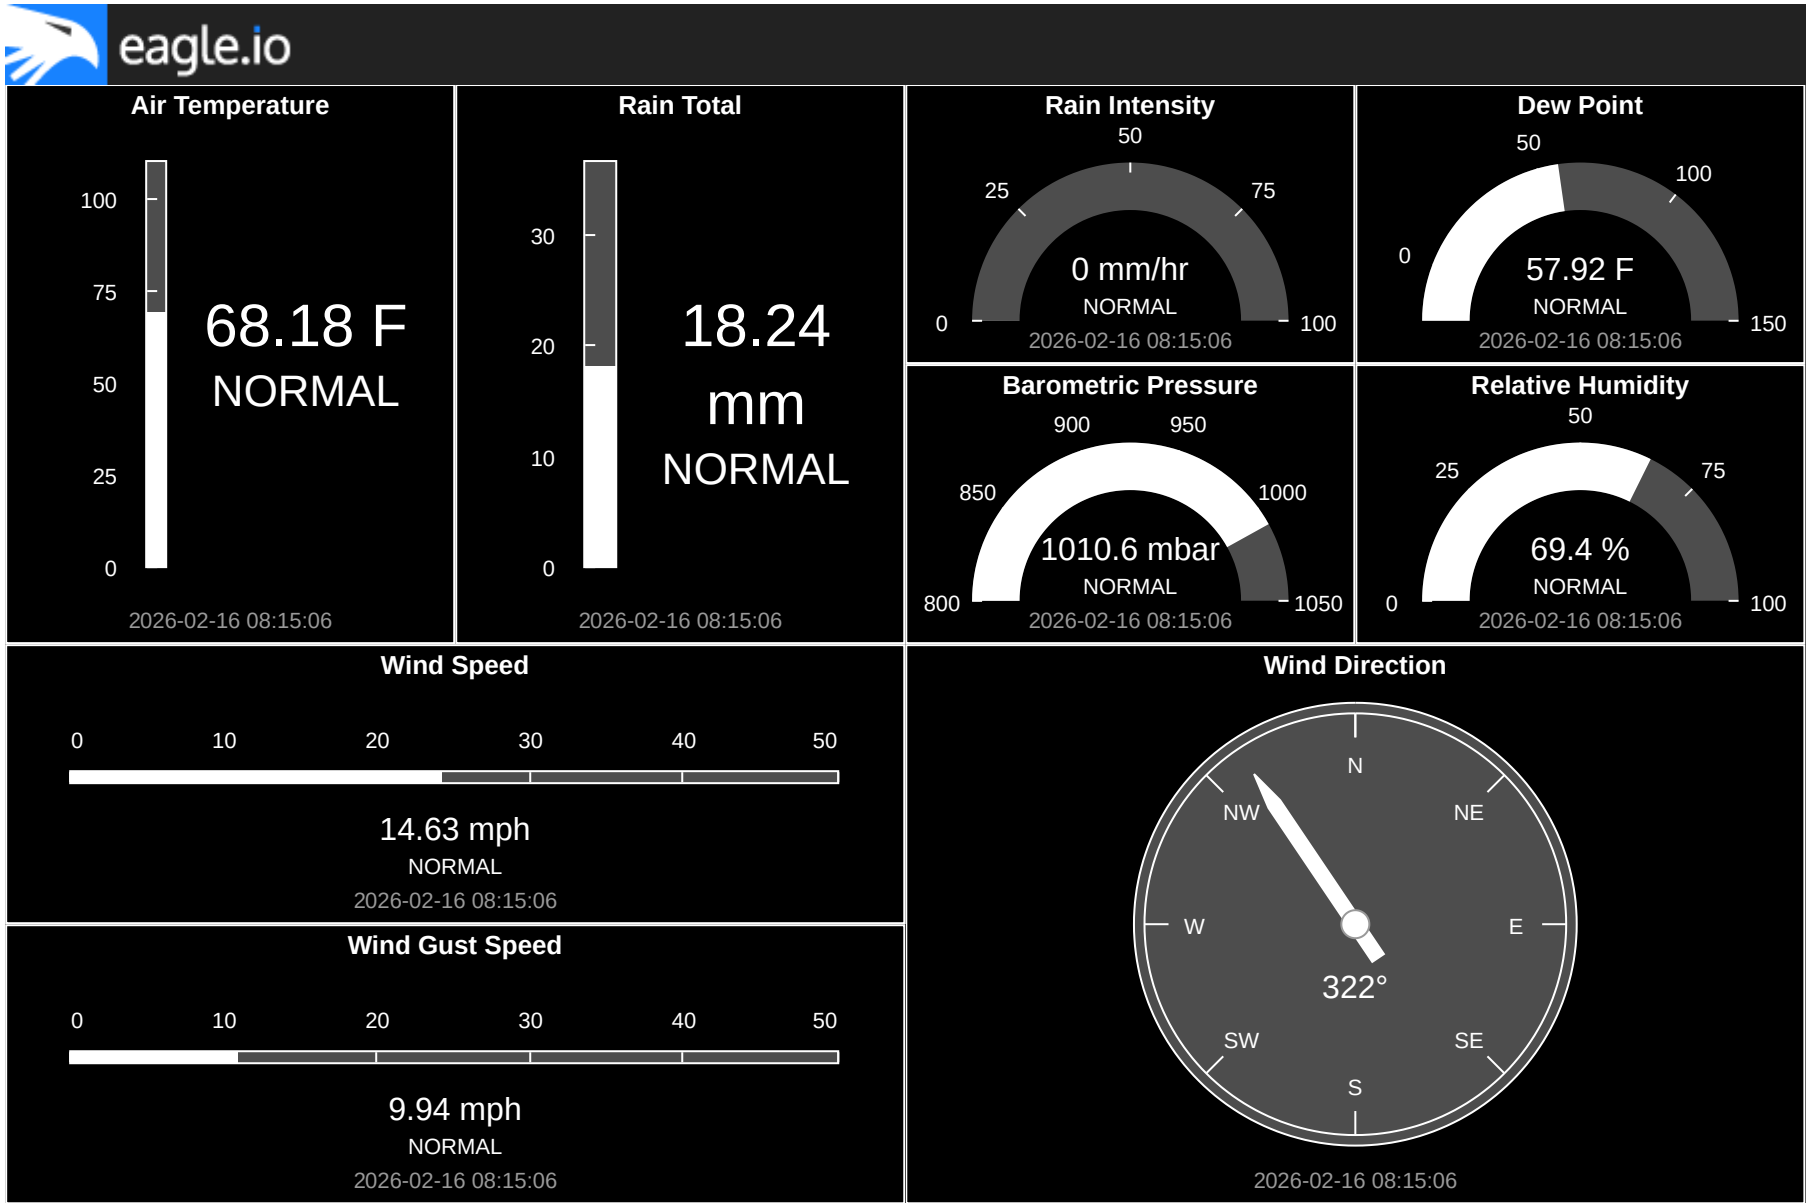 eagle.io
Air Temperature
100
75
50
25
0
68.18 F
NORMAL
2026-02-16 08:15:06
Rain Total
30
20
10
0
18.24
mm
NORMAL
2026-02-16 08:15:06
Rain Intensity
0
25
50
75
100
0 mm/hr
NORMAL
2026-02-16 08:15:06
Dew Point
0
50
100
150
57.92 F
NORMAL
2026-02-16 08:15:06
Barometric Pressure
800
850
900
950
1000
1050
1010.6 mbar
NORMAL
2026-02-16 08:15:06
Relative Humidity
0
25
50
75
100
69.4 %
NORMAL
2026-02-16 08:15:06
Wind Speed
0 10 20 30 40 50
14.63 mph
NORMAL
2026-02-16 08:15:06
Wind Gust Speed
0 10 20 30 40 50
9.94 mph
NORMAL
2026-02-16 08:15:06
Wind Direction
N
NW NE
W E
322°
SW SE
S
2026-02-16 08:15:06